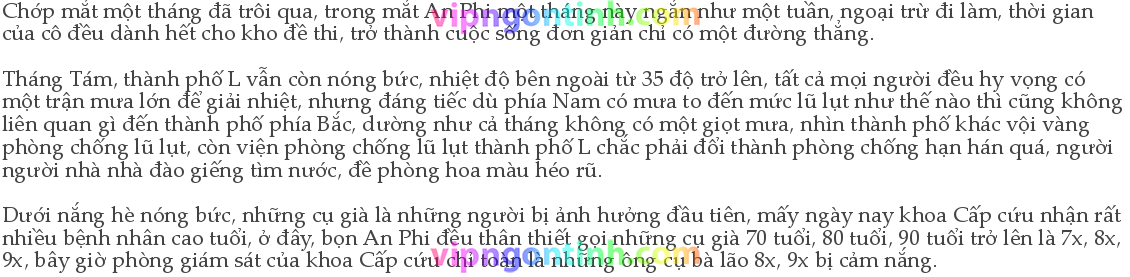 Chớp mắt một tháng đã trôi qua, trong mắt An Phi một tháng này ngắn như một tuần, ngoại trừ đi làm, thời gian
của cô đều dành hết cho kho đề thi, trở thành cuộc sống đơn giản chỉ có một đường thẳng.
Tháng Tám, thành phố L vẫn còn nóng bức, nhiệt độ bên ngoài từ 35 độ trở lên, tất cả mọi người đều hy vọng có
một trận mưa lớn để giải nhiệt, nhưng đáng tiếc dù phía Nam có mưa to đến mức lũ lụt như thế nào thì cũng không
liên quan gì đến thành phố phía Bắc, dường như cả tháng không có một giọt mưa, nhìn thành phố khác vội vàng
phòng chống lũ lụt, còn viện phòng chống lũ lụt thành phố L chắc phải đổi thành phòng chống hạn hán quá, người
người nhà nhà đào giếng tìm nước, đề phòng hoa màu héo rũ.
Dưới nắng hè nóng bức, những cụ già là những người bị ảnh hưởng đầu tiên, mấy ngày nay khoa Cấp cứu nhận rất
nhiều bệnh nhân cao tuổi, ở đây, bọn An Phi đều thân thiết gọi những cụ già 70 tuổi, 80 tuổi, 90 tuổi trở lên là 7x, 8x,
9x, bây giờ phòng giám sát của khoa Cấp cứu chỉ toàn là những ông cụ bà lão 8x, 9x bị cảm nắng.
vipngontinh.com
vipngontinh.com